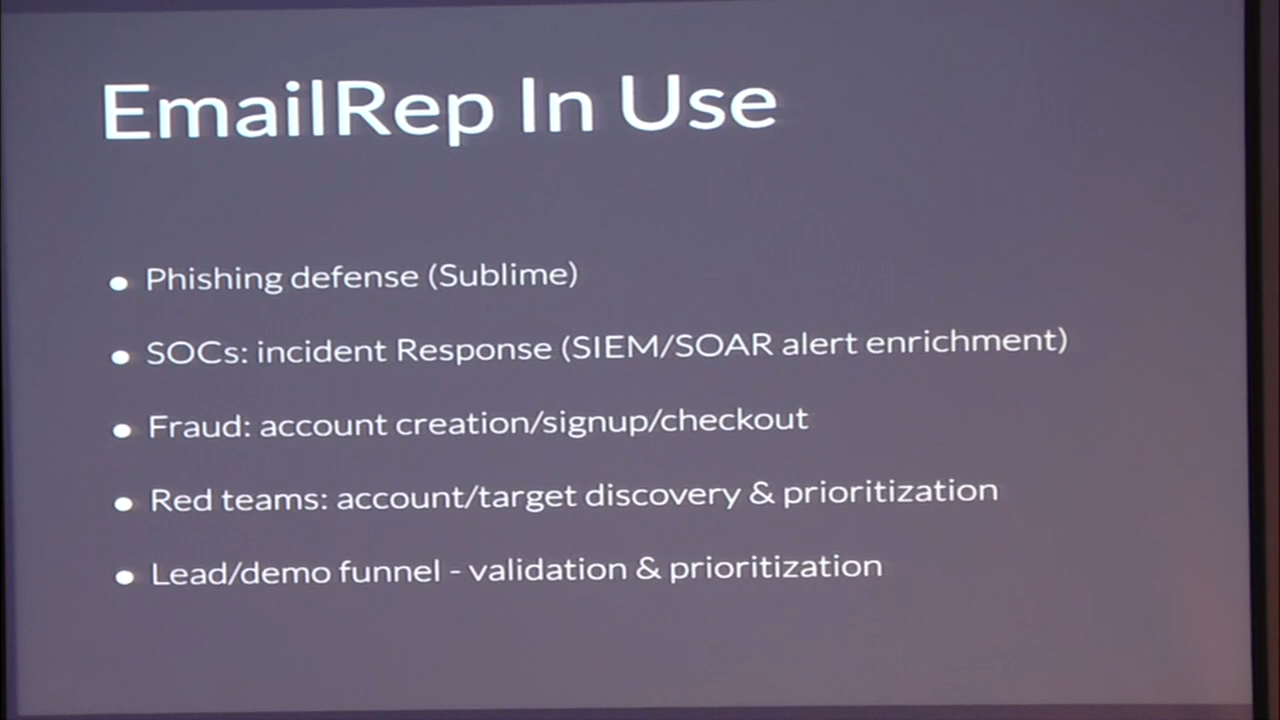 EmailRep In Use
● Phishing defense (Sublime)
● SOCs: incident Response (SIEM/SOAR alert enrichment)
● Fraud: account creation/signup/checkout
● Red teams: account/target discovery & prioritization
● Lead/demo funnel - validation & prioritization